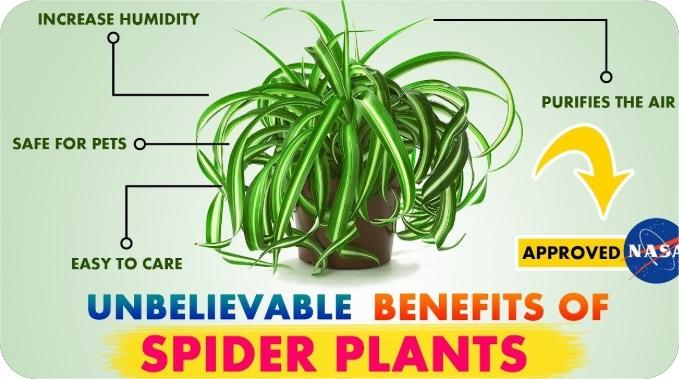 INCREASE HUMIDITY
PURIFIES THE AIR
SAFE FOR PETS
EASY TO CARE
APPROVED NASA
UNBELIEVABLE BENEFITS OF
SPIDER PLANTS